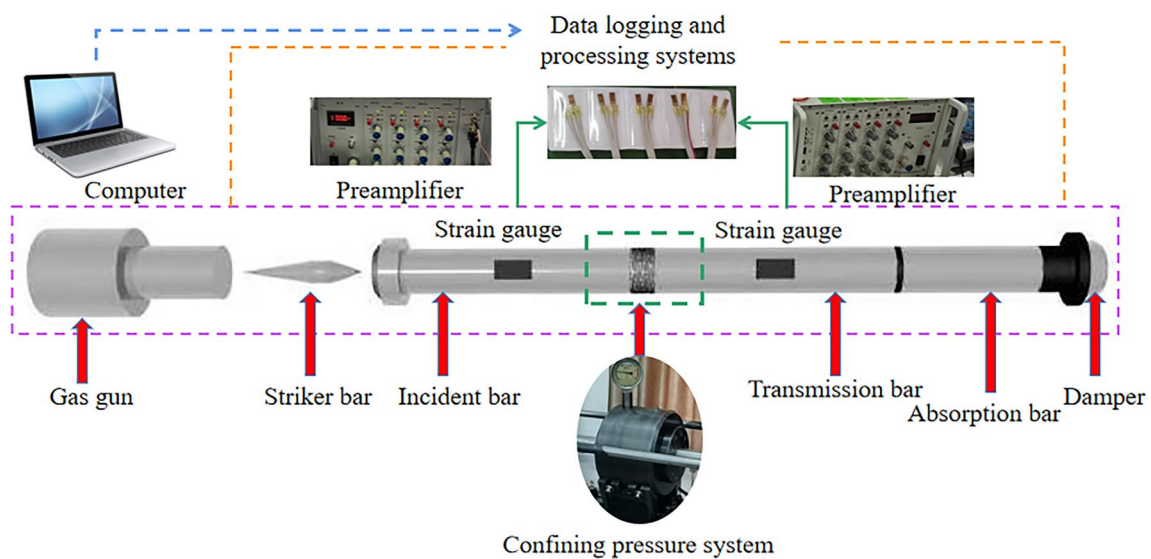 Data logging and
processing systems
Computer
Preamplifier
Preamplifier
Strain gauge
Strain gauge
Gas gun
Striker bar
Incident bar
Transmission bar
Absorption bar
Damper
Confining pressure system